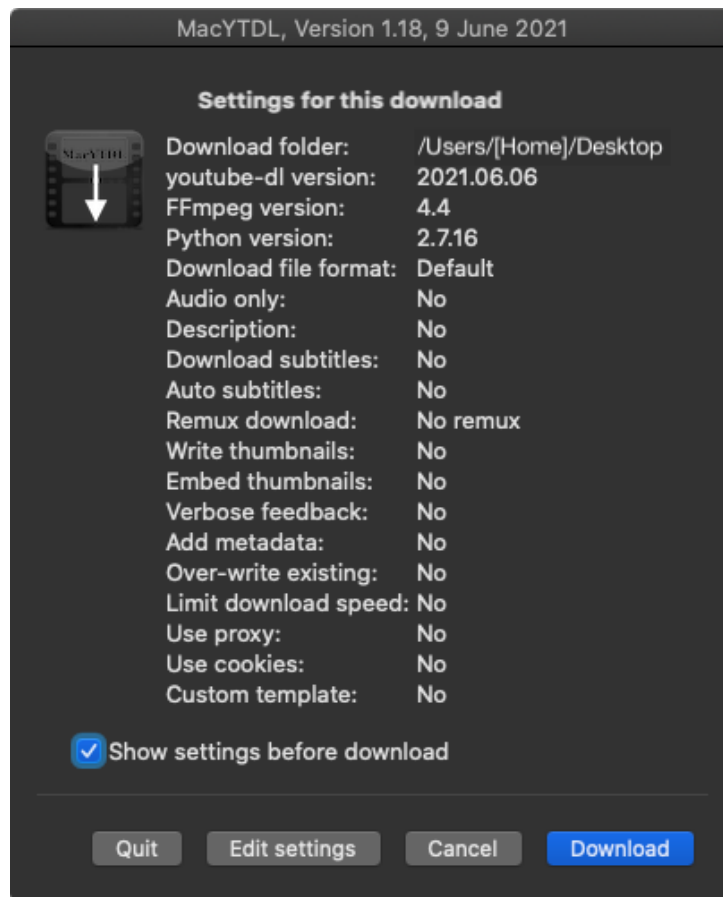 MacYTDL, Version 1.18, 9 June 2021
Settings for this download
MacYTDL
Download folder: /Users/[Home]/Desktop
youtube-dl version: 2021.06.06
FFmpeg version: 4.4
Python version: 2.7.16
Download file format: Default
Audio only: No
Description: No
Download subtitles: No
Auto subtitles: No
Remux download: No remux
Write thumbnails: No
Embed thumbnails: No
Verbose feedback: No
Add metadata: No
Over-write existing: No
Limit download speed: No
Use proxy: No
Use cookies: No
Custom template: No
Show settings before download
Quit Edit settings Cancel Download